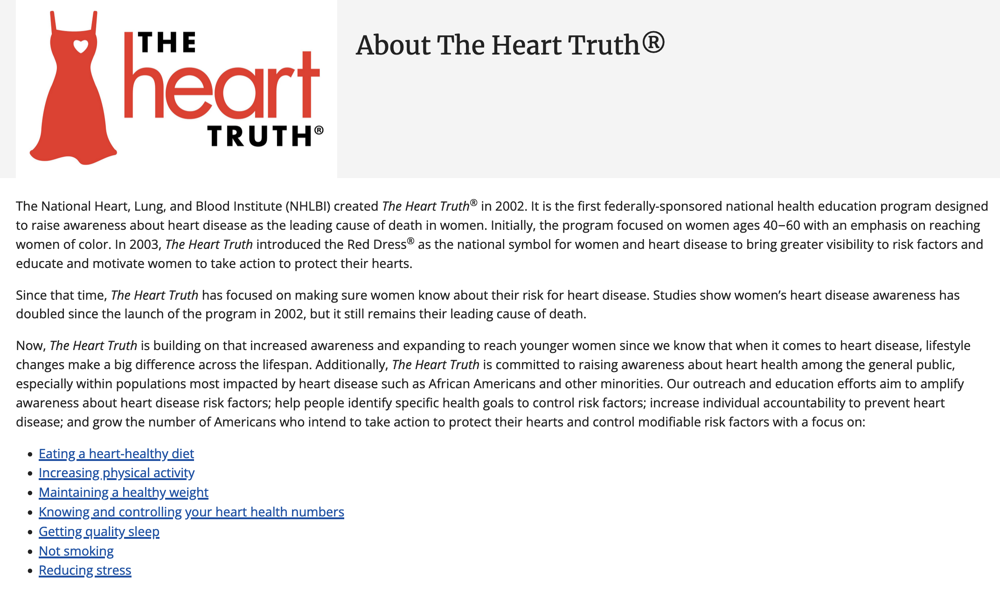 THE
heart
TRUTH®
About The Heart Truth®
The National Heart, Lung, and Blood Institute (NHLBI) created The Heart Truth® in 2002. It is the first federally-sponsored national health education program designed
to raise awareness about heart disease as the leading cause of death in women. Initially, the program focused on women ages 40–60 with an emphasis on reaching
women of color. In 2003, The Heart Truth introduced the Red Dress® as the national symbol for women and heart disease to bring greater visibility to risk factors and
educate and motivate women to take action to protect their hearts.
Since that time, The Heart Truth has focused on making sure women know about their risk for heart disease. Studies show women’s heart disease awareness has
doubled since the launch of the program in 2002, but it still remains their leading cause of death.
Now, The Heart Truth is building on that increased awareness and expanding to reach younger women since we know that when it comes to heart disease, lifestyle
changes make a big difference across the lifespan. Additionally, The Heart Truth is committed to raising awareness about heart health among the general public,
especially within populations most impacted by heart disease such as African Americans and other minorities. Our outreach and education efforts aim to amplify
awareness about heart disease risk factors; help people identify specific health goals to control risk factors; increase individual accountability to prevent heart
disease; and grow the number of Americans who intend to take action to protect their hearts and control modifiable risk factors with a focus on:
• Eating a heart-healthy diet
• Increasing physical activity
• Maintaining a healthy weight
• Knowing and controlling your heart health numbers
• Getting quality sleep
• Not smoking
• Reducing stress